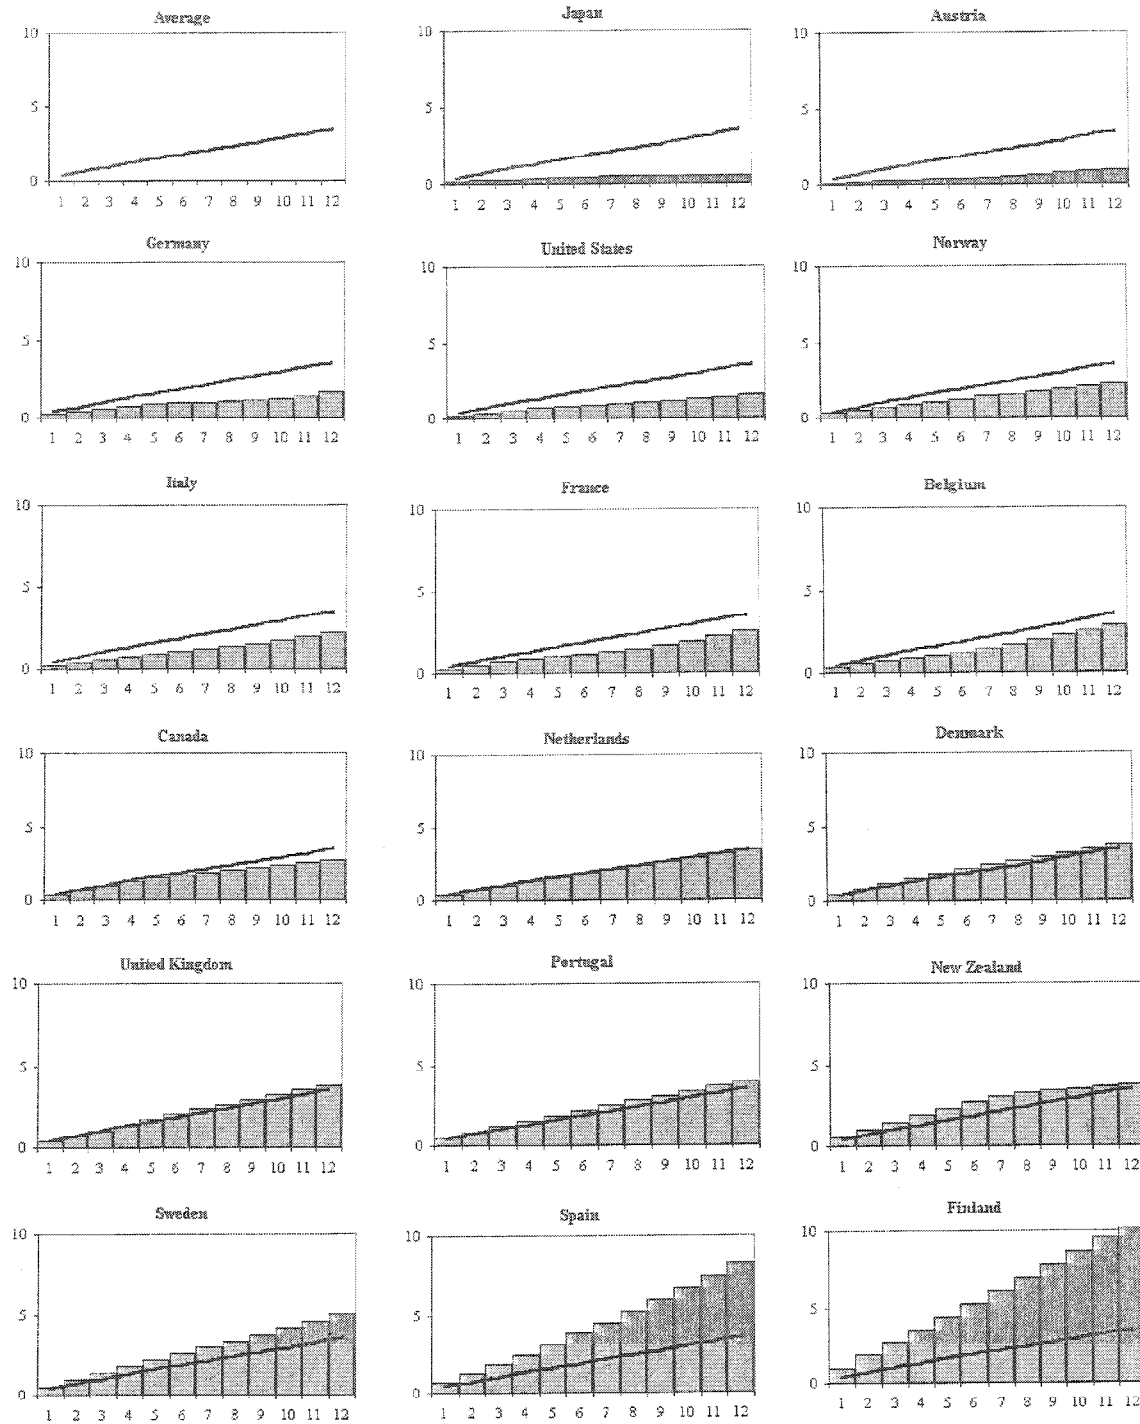 Average Japan Austria
10 10 10
5 5 5
0 0 0
1 2 3 4 5 6 7 8 9 10 11 12 1 2 3 4 5 6 7 8 9 10 11 12 1 2 3 4 5 6 7 8 9 10 11 12
Germany United States Norway
10 10 10
5 5 5
0 0 0
1 2 3 4 5 6 7 8 9 10 11 12 1 2 3 4 5 6 7 8 9 10 11 12 1 2 3 4 5 6 7 8 9 10 11 12
Italy France Belgium
10 10 10
5 5 5
0 0 0
1 2 3 4 5 6 7 8 9 10 11 12 1 2 3 4 5 6 7 8 9 10 11 12 1 2 3 4 5 6 7 8 9 10 11 12
Canada Netherlands Denmark
10 10 10
5 5 5
0 0 0
1 2 3 4 5 6 7 8 9 10 11 12 1 2 3 4 5 6 7 8 9 10 11 12 1 2 3 4 5 6 7 8 9 10 11 12
United Kingdom Portugal New Zealand
10 10 10
5 5 5
0 0 0
1 2 3 4 5 6 7 8 9 10 11 12 1 2 3 4 5 6 7 8 9 10 11 12 1 2 3 4 5 6 7 8 9 10 11 12
Sweden Spain Finland
10 10 10
5 5 5
0 0 0
1 2 3 4 5 6 7 8 9 10 11 12 1 2 3 4 5 6 7 8 9 10 11 12 1 2 3 4 5 6 7 8 9 10 11 12